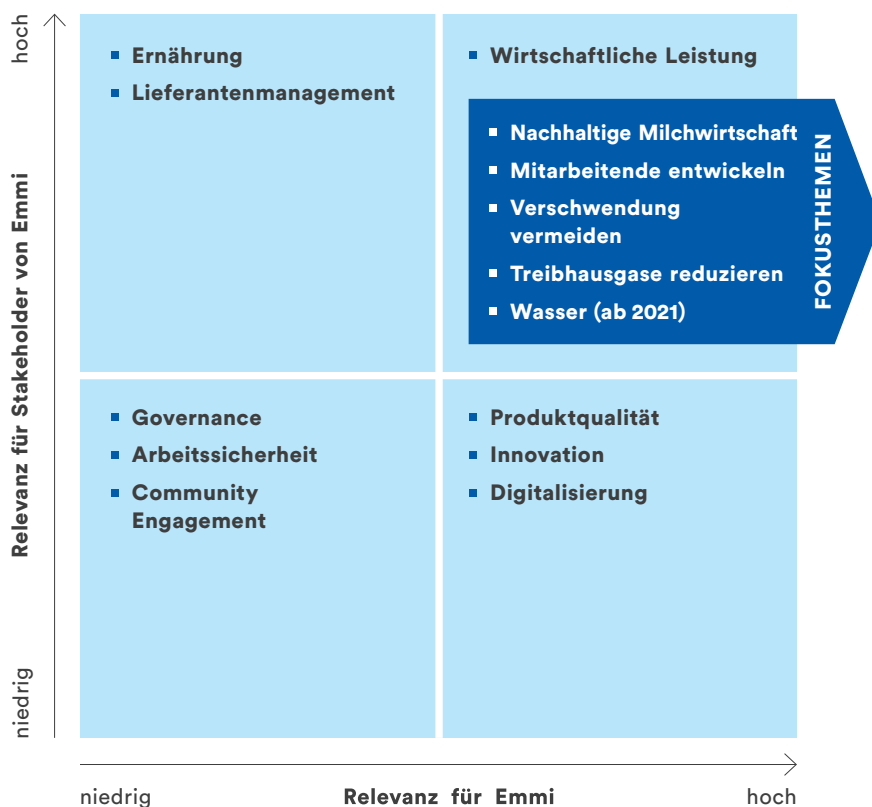 hoch
Relevanz für Stakeholder von Emmi
niedrig
Ernährung
Lieferantenmanagement
Wirtschaftliche Leistung
Nachhaltige Milchwirtschaft
Mitarbeitende entwickeln
Verschwendung
vermeiden
Treibhausgase reduzieren
Wasser (ab 2021)
FOKUSTHEMEN
Governance
Arbeitssicherheit
Community
Engagement
Produktqualität
Innovation
Digitalisierung
niedrig
Relevanz für Emmi
hoch